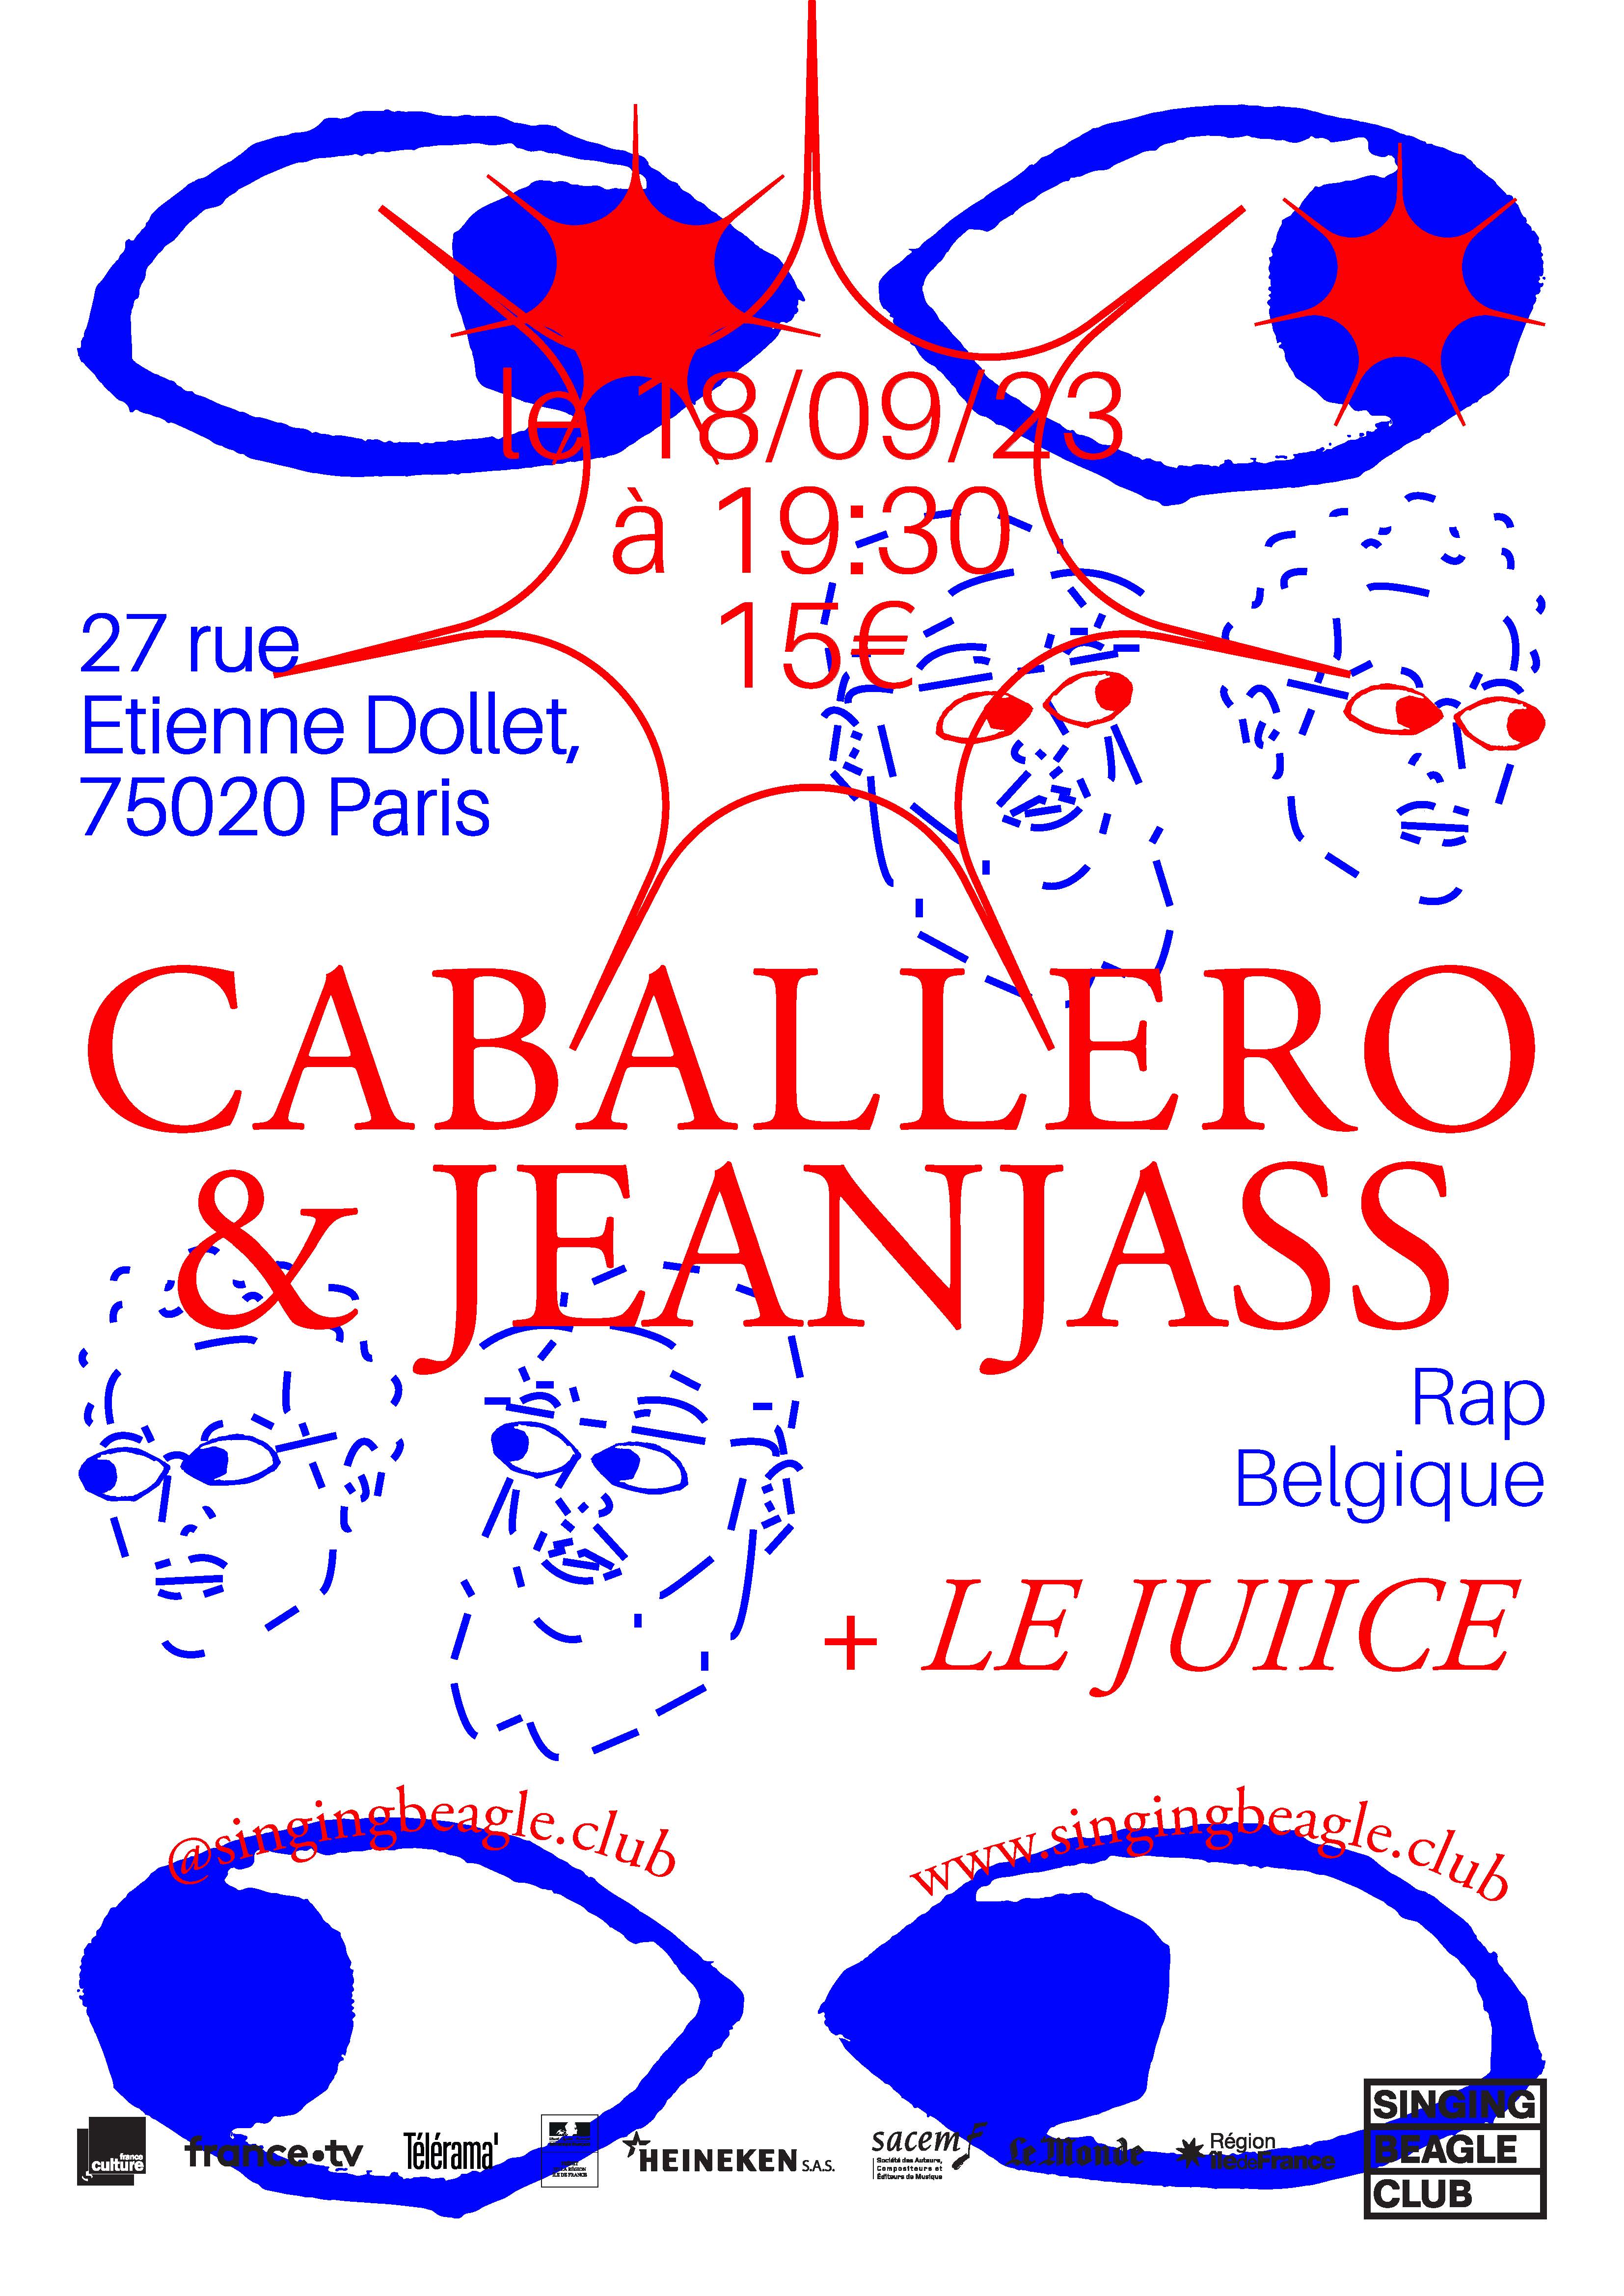 le 18/09/23
à 19:30
15€
27 rue
Etienne Dollet,
75020 Paris
CABALLERO
& JEANJASS
Rap
Belgique
+ LE JUIICE
@singingbeagle.club
www.singingbeagle.club
france
culture
france•tv
Télérama'
HEINEKEN S.A.S.
sacem
Société des Auteurs,
Compositeurs et
Éditeurs de Musique
Le Monde
Région
îledeFrance
SINGING
BEAGLE
CLUB